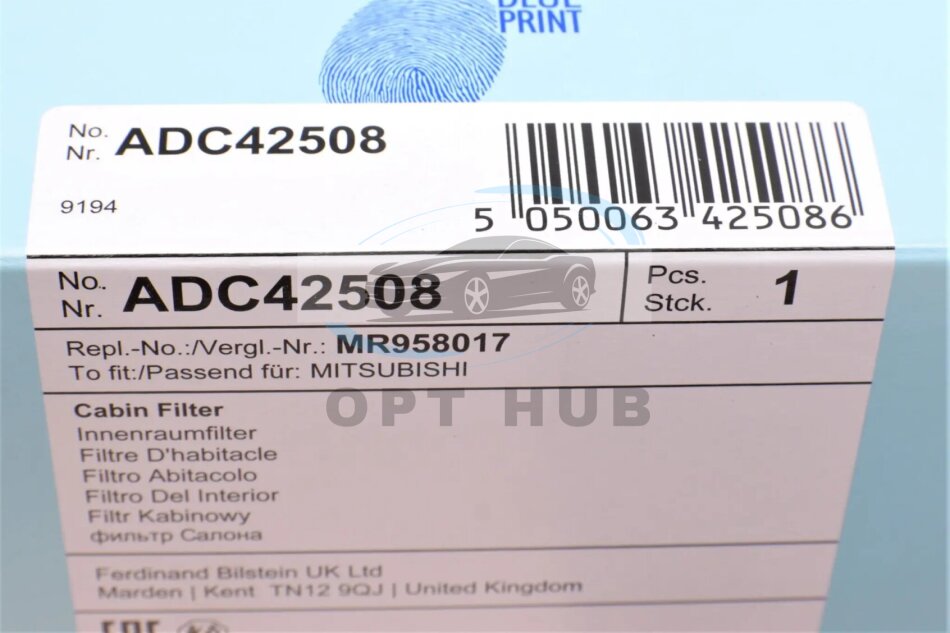 BLUE
PRINT
No.
Nr. ADC42508
9194
5 050063 425086
No.
Nr. ADC42508
Pcs.
Stck. 1
Repl.-No.:/Vergl.-Nr.: MR958017
To fit:/Passend für: MITSUBISHI
OPT HUB
Cabin Filter
Innenraumfilter
Filtre D'habitacle
Filtro Abitacolo
Filtro Del Interior
Filtr Kabinowy
фильтр Салона
Ferdinand Bilstein UK Ltd
Marden | Kent TN12 9QJ | United Kingdom